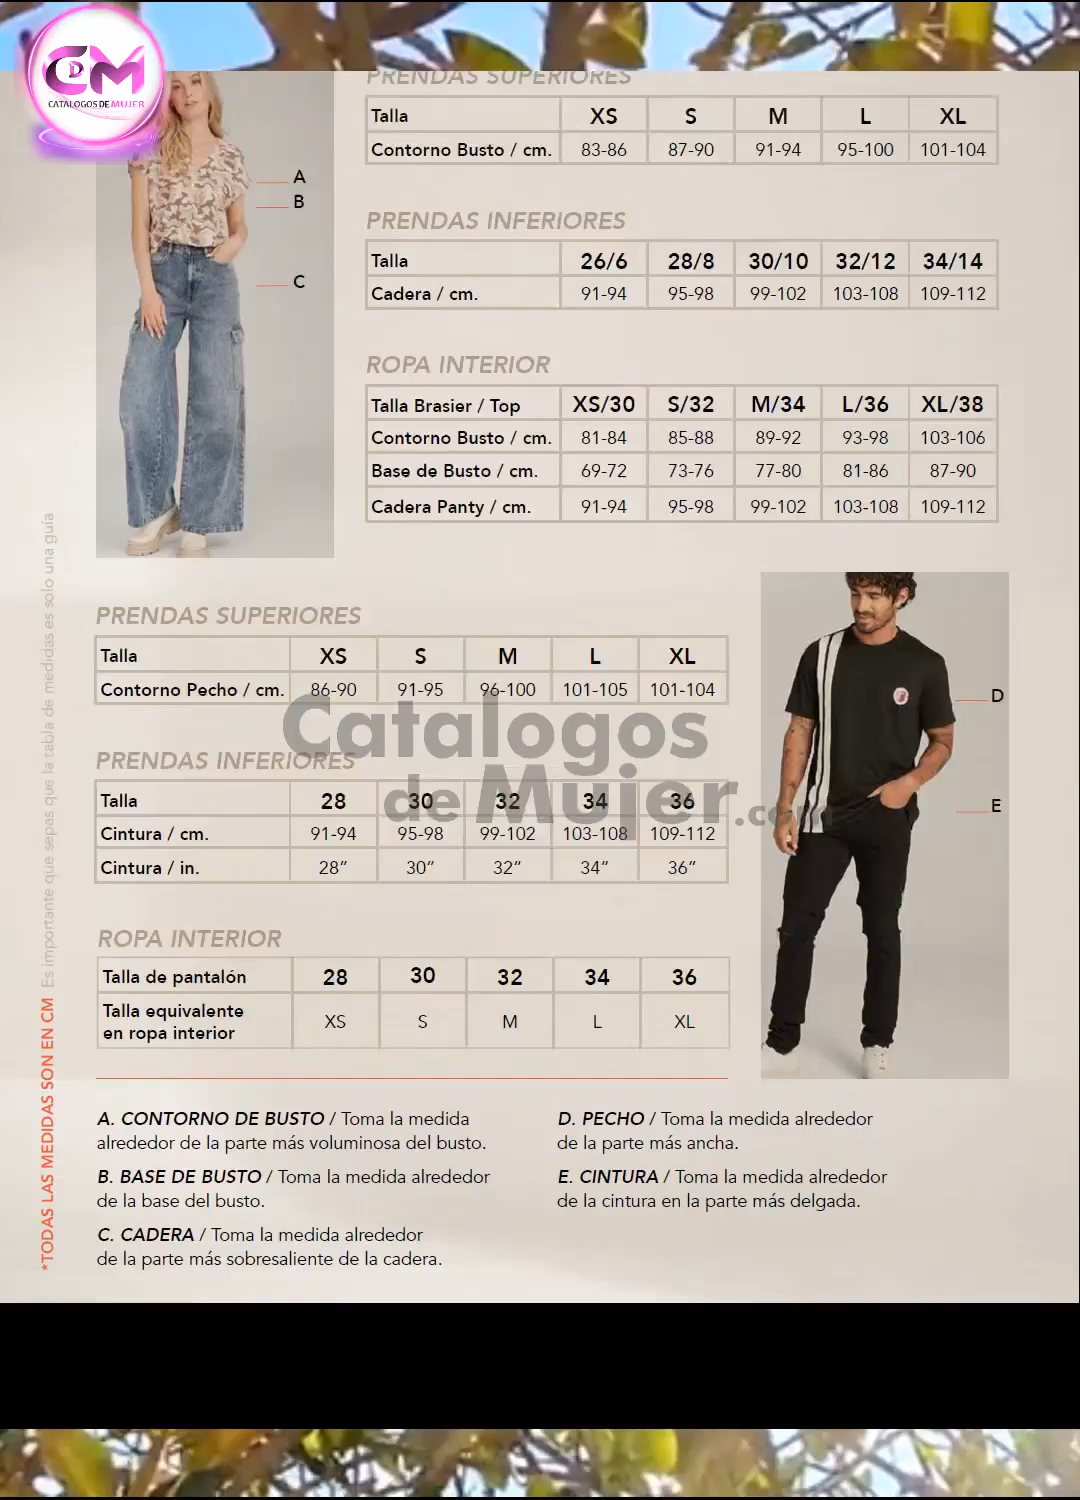 CDM
CATALOGOS DE MUJER
PRENDAS SUPERIORES
Talla XS S M L XL
Contorno Busto / cm. 83-86 87-90 91-94 95-100 101-104
A
B
C
PRENDAS INFERIORES
Talla 26/6 28/8 30/10 32/12 34/14
Cadera / cm. 91-94 95-98 99-102 103-108 109-112
ROPA INTERIOR
Talla Brasier / Top XS/30 S/32 M/34 L/36 XL/38
Contorno Busto / cm. 81-84 85-88 89-92 93-98 103-106
Base de Busto / cm. 69-72 73-76 77-80 81-86 87-90
Cadera Panty / cm. 91-94 95-98 99-102 103-108 109-112
PRENDAS SUPERIORES
Talla XS S M L XL
Contorno Pecho / cm. 86-90 91-95 96-100 101-105 101-104
D
E
Catalogos
de Mujer.com
PRENDAS INFERIORES
Talla 28 30 32 34 36
Cintura / cm. 91-94 95-98 99-102 103-108 109-112
Cintura / in. 28” 30” 32” 34” 36”
ROPA INTERIOR
Talla de pantalón 28 30 32 34 36
Talla equivalente
en ropa interior XS S M L XL
*TODAS LAS MEDIDAS SON EN CM Es importante que sepas que la tabla de medidas es solo una guía
A. CONTORNO DE BUSTO / Toma la medida
alrededor de la parte más voluminosa del busto.
B. BASE DE BUSTO / Toma la medida alrededor
de la base del busto.
C. CADERA / Toma la medida alrededor
de la parte más sobresaliente de la cadera.
D. PECHO / Toma la medida alrededor
de la parte más ancha.
E. CINTURA / Toma la medida alrededor
de la cintura en la parte más delgada.